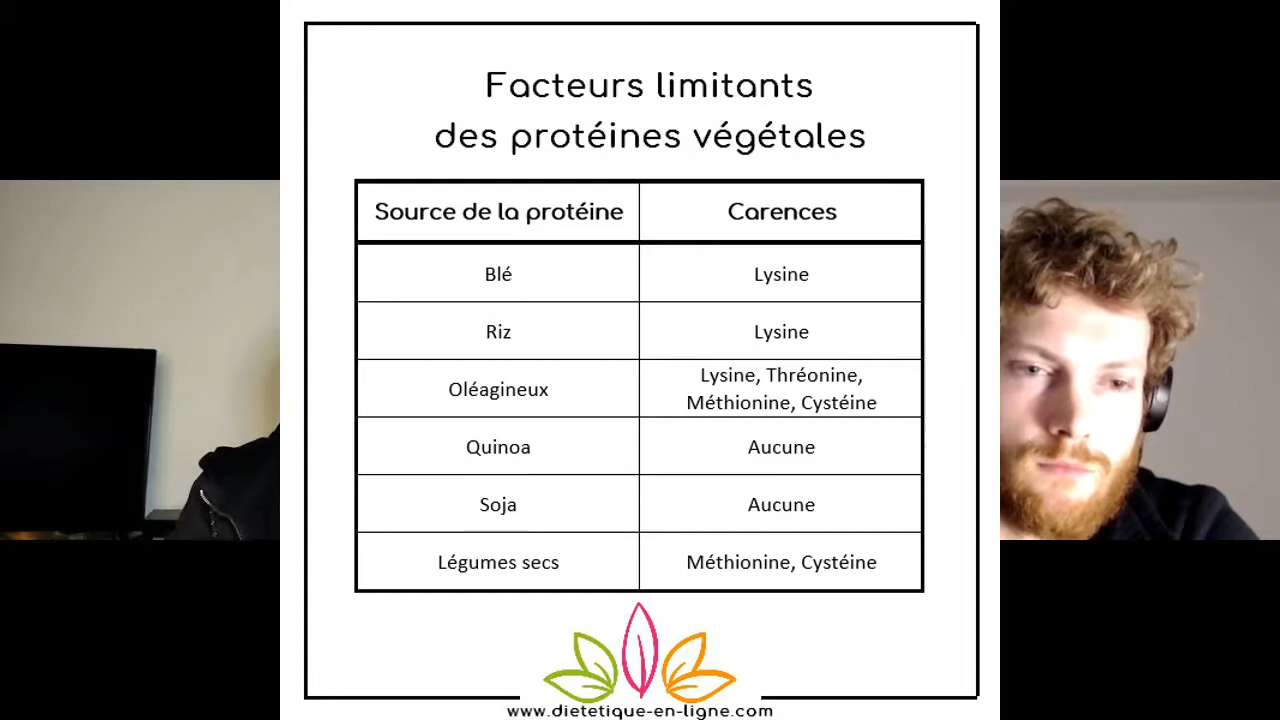 Facteurs limitants
des protéines végétales
Source de la protéine
Carences
Blé
Lysine
Riz
Lysine
Oléagineux
Lysine, Thréonine,
Méthionine, Cystéine
Quinoa
Aucune
Soja
Aucune
Légumes secs
Méthionine, Cystéine
www.dietetique-en-ligne.com